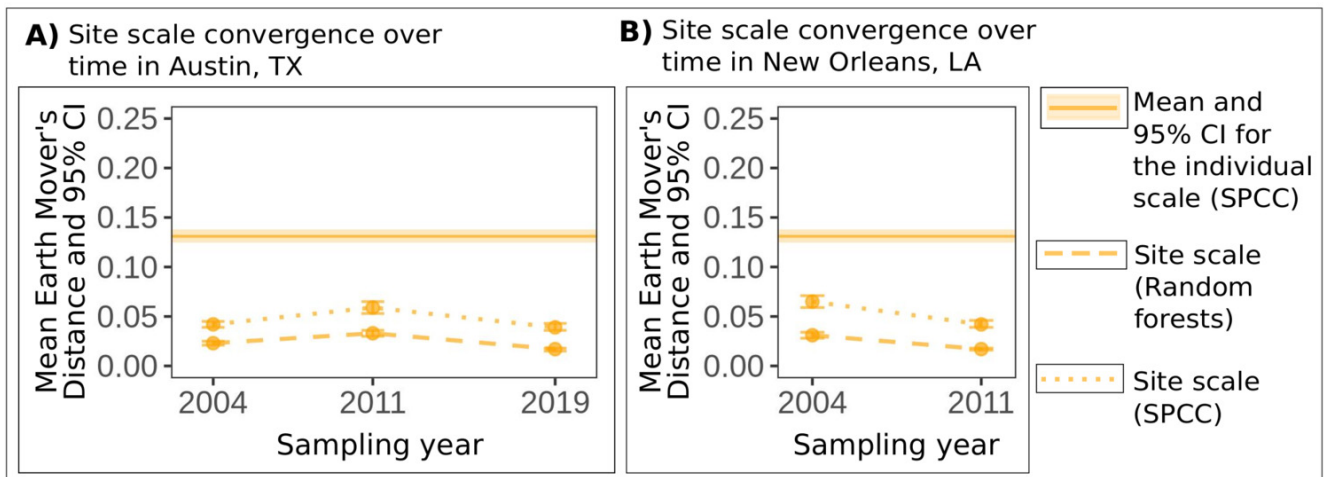 A) Site scale convergence over
time in Austin, TX
Mean Earth Mover's
Distance and 95% CI
0.25
0.20
0.15
0.10
0.05
0.00
2004 2011 2019
Sampling year
B) Site scale convergence over
time in New Orleans, LA
Mean Earth Mover's
Distance and 95% CI
0.25
0.20
0.15
0.10
0.05
0.00
2004 2011
Sampling year
Mean and
95% CI for
the individual
scale (SPCC)
Site scale
(Random
forests)
Site scale
(SPCC)